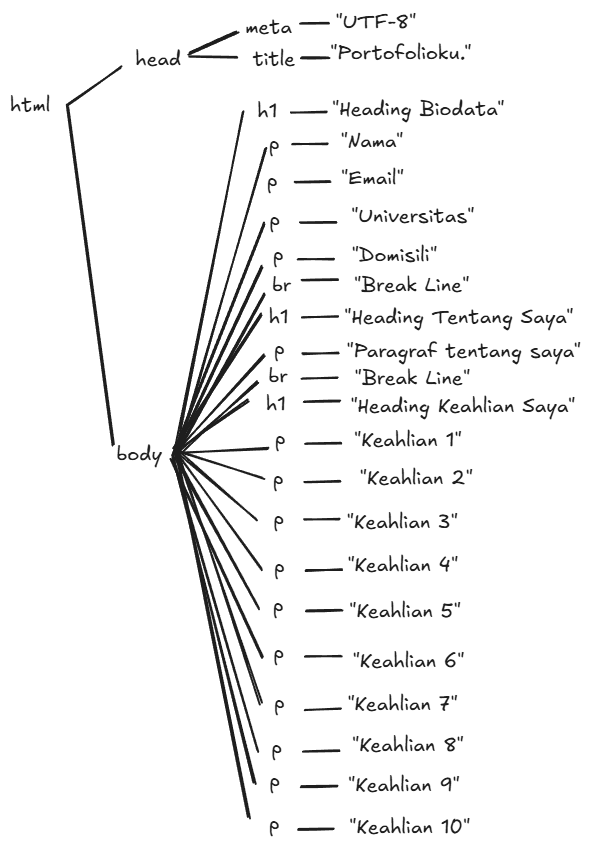 meta "UTF-8"
head title "Portofolioku."
html
h1 "Heading Biodata"
p "Nama"
p "Email"
p "Universitas"
p "Domisili"
br "Break Line"
h1 "Heading Tentang Saya"
p "Paragraf tentang saya"
br "Break Line"
h1 "Heading Keahlian Saya"
p "Keahlian 1"
body
p "Keahlian 2"
p "Keahlian 3"
p "Keahlian 4"
p "Keahlian 5"
p "Keahlian 6"
p "Keahlian 7"
p "Keahlian 8"
p "Keahlian 9"
p "Keahlian 10"